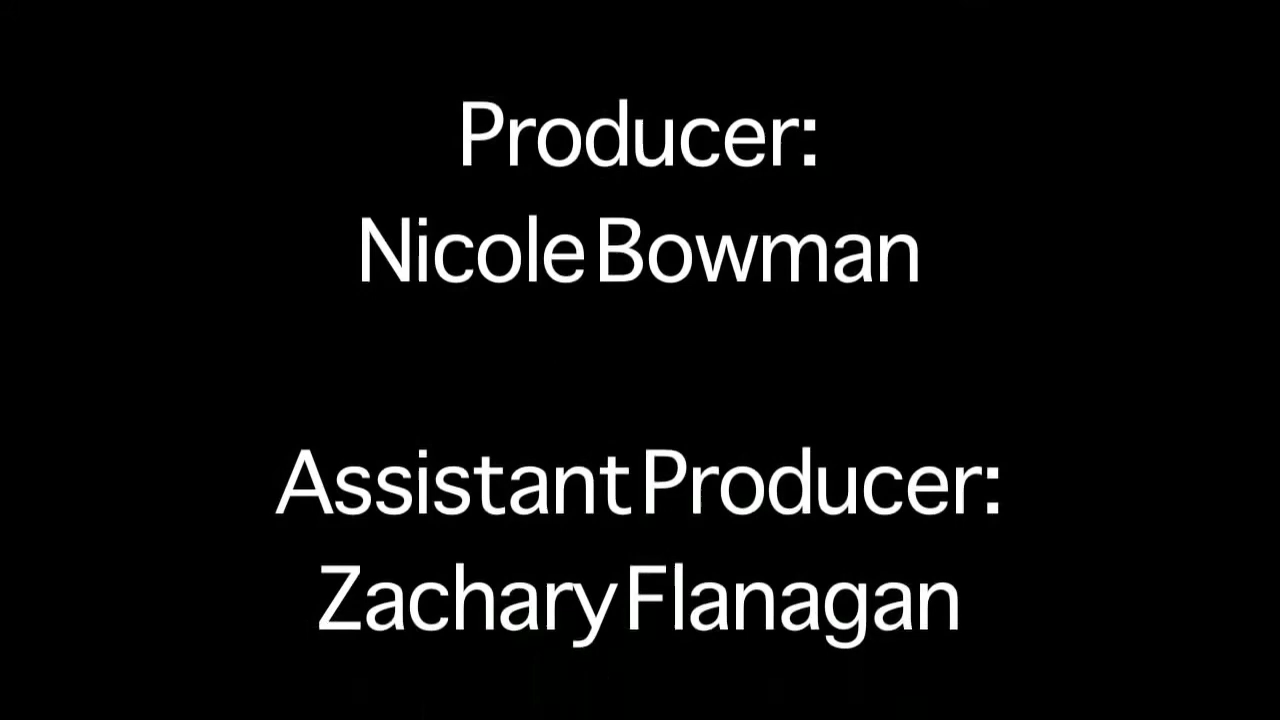 Producer:
Nicole Bowman
Assistant Producer:
Zachary Flanagan